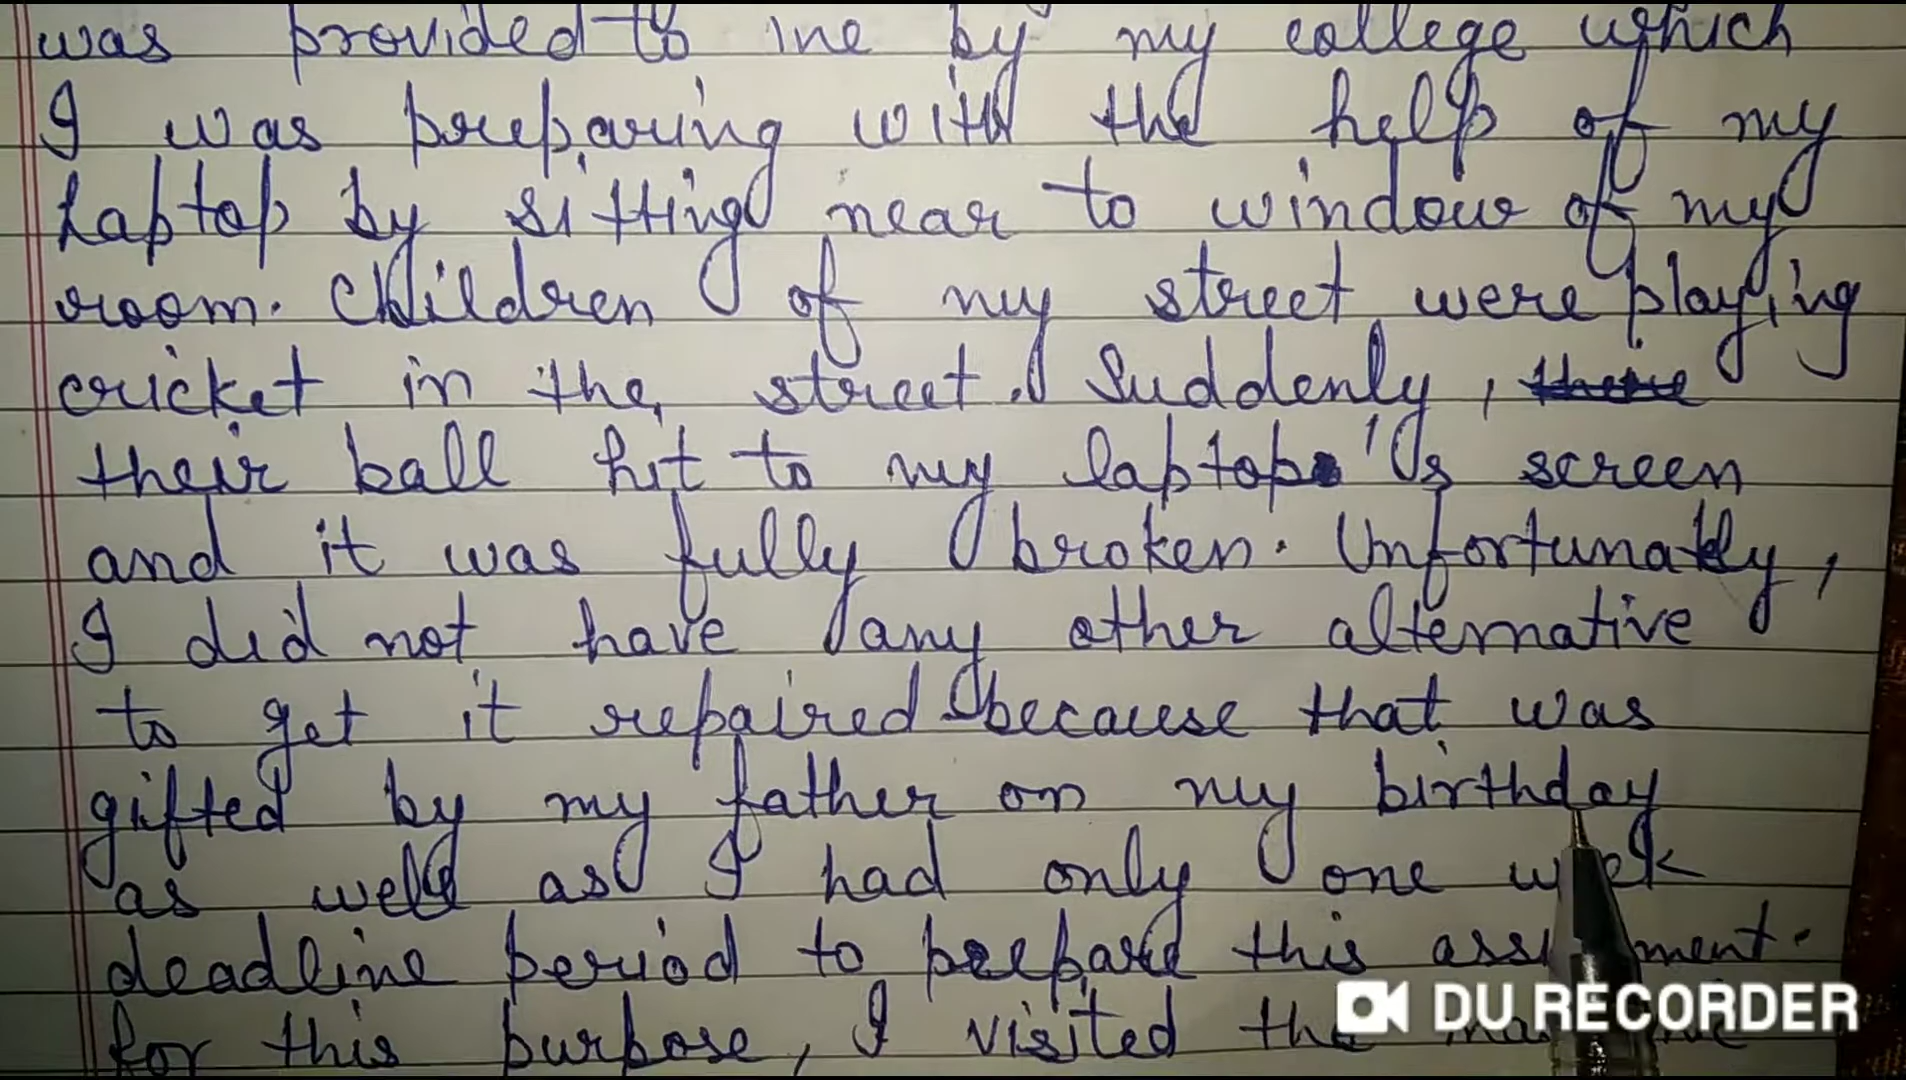 was provided to me by my college which
I was preparing with the help of my
Laptop by sitting near to window of my
room. Children of my street were playing
cricket in the street. Suddenly,
their ball hit to my laptop's screen
and it was fully broken. Unfortunately,
I did not have any other alternative
to get it repaired because that was
gifted by my father on my birthday
as well as I had only one week
deadline period to prepare this assignment.
for this purpose, I visited the
DU RECORDER